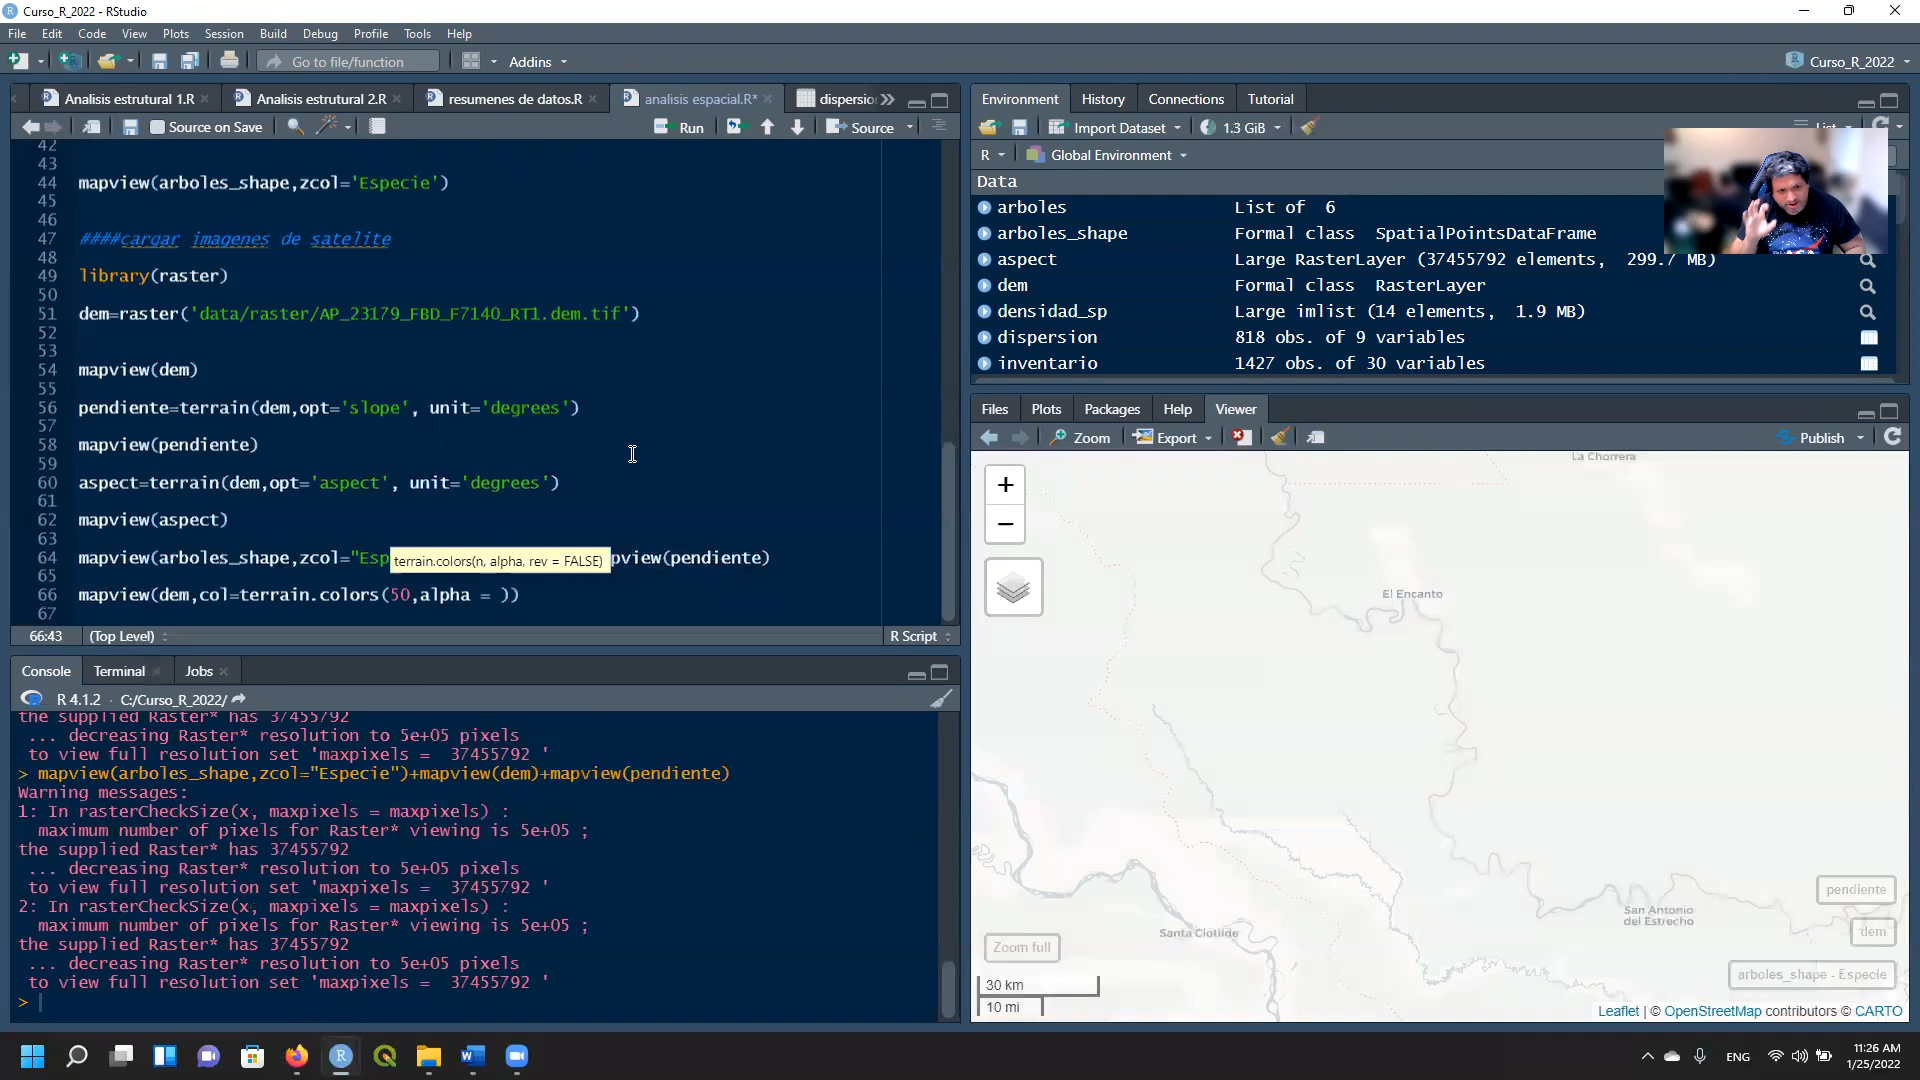 Curso_R_2022 - RStudio
File Edit Code View Plots Session Build Debug Profile Tools Help
Go to file/function Addins Curso_R_2022
Analisis estrutural 1.R Analisis estrutural 2.R resumenes de datos.R analisis espacial.R* dispersio
Source on Save Run Source
42
43
44 mapview(arboles_shape,zcol='Especie')
45
46
47 ####cargar imagenes de satelite
48
49 library(raster)
50
51 dem=raster('data/raster/AP_23179_FBD_F7140_RT1.dem.tif')
52
53
54 mapview(dem)
55
56 pendiente=terrain(dem,opt='slope', unit='degrees')
57
58 mapview(pendiente)
59
60 aspect=terrain(dem,opt='aspect', unit='degrees')
61
62 mapview(aspect)
63
64 mapview(arboles_shape,zcol="Esp terrain.colors(n, alpha, rev = FALSE) pview(pendiente)
65
66 mapview(dem,col=terrain.colors(50,alpha = ))
67
66:43 (Top Level) R Script
Console Terminal Jobs
R 4.1.2 · C:/Curso_R_2022/
the supplied Raster* has 37455792
... decreasing Raster* resolution to 5e+05 pixels
to view full resolution set 'maxpixels = 37455792 '
> mapview(arboles_shape,zcol="Especie")+mapview(dem)+mapview(pendiente)
Warning messages:
1: In rasterCheckSize(x, maxpixels = maxpixels) :
maximum number of pixels for Raster* viewing is 5e+05 ;
the supplied Raster* has 37455792
... decreasing Raster* resolution to 5e+05 pixels
to view full resolution set 'maxpixels = 37455792 '
2: In rasterCheckSize(x, maxpixels = maxpixels) :
maximum number of pixels for Raster* viewing is 5e+05 ;
the supplied Raster* has 37455792
... decreasing Raster* resolution to 5e+05 pixels
to view full resolution set 'maxpixels = 37455792 '
>
Environment History Connections Tutorial
Import Dataset 1.3 GiB List
R Global Environment
Data
arboles List of 6
arboles_shape Formal class SpatialPointsDataFrame
aspect Large RasterLayer (37455792 elements, 299.7 MB)
dem Formal class RasterLayer
densidad_sp Large imlist (14 elements, 1.9 MB)
dispersion 818 obs. of 9 variables
inventario 1427 obs. of 30 variables
Files Plots Packages Help Viewer
Zoom Export Publish
+
−
La Chorrera
El Encanto
San Antonio
del Estrecho
Santa Clotilde
pendiente
dem
arboles_shape - Especie
Zoom full
30 km
10 mi
Leaflet | © OpenStreetMap contributors © CARTO
ENG
11:26 AM
1/25/2022